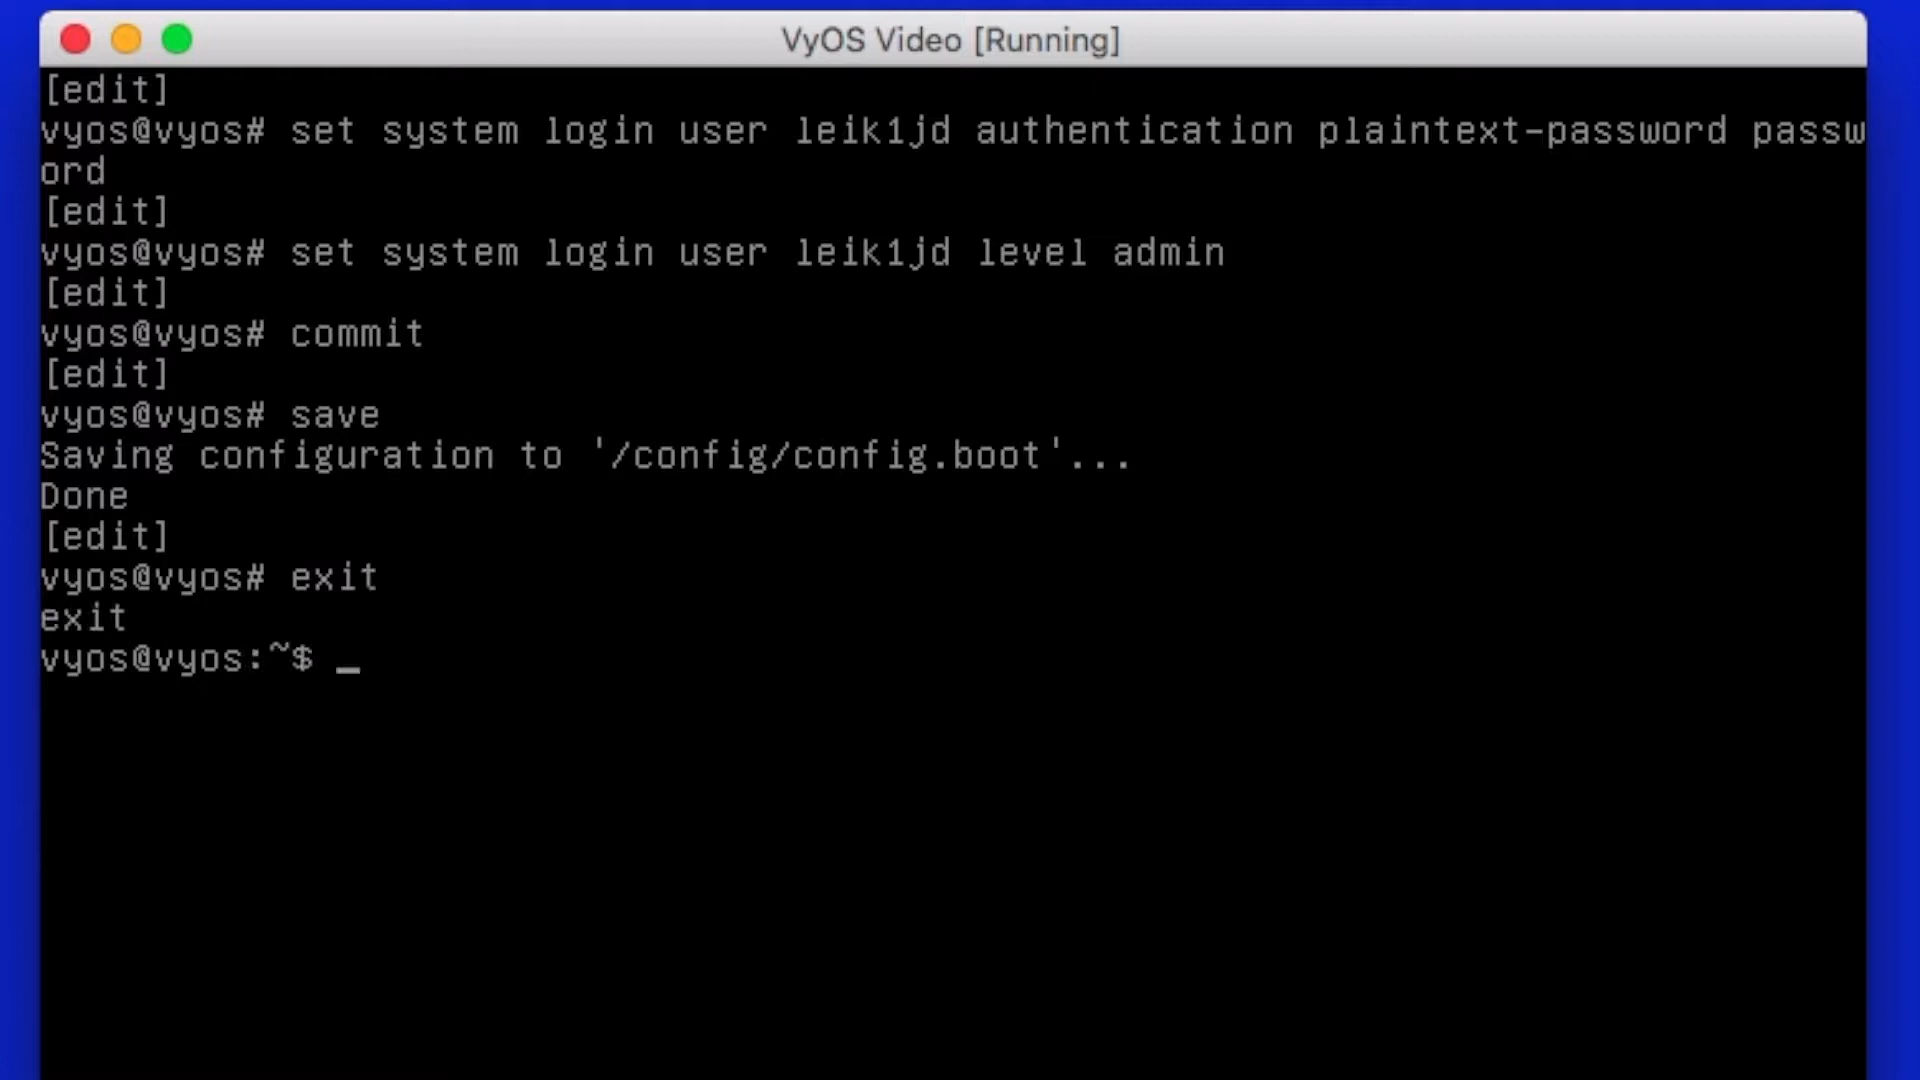 VyOS Video [Running]
[edit]
vyos@vyos# set system login user leik1jd authentication plaintext-password passw
ord
[edit]
vyos@vyos# set system login user leik1jd level admin
[edit]
vyos@vyos# commit
[edit]
vyos@vyos# save
Saving configuration to '/config/config.boot'...
Done
[edit]
vyos@vyos# exit
exit
vyos@vyos:~$ _